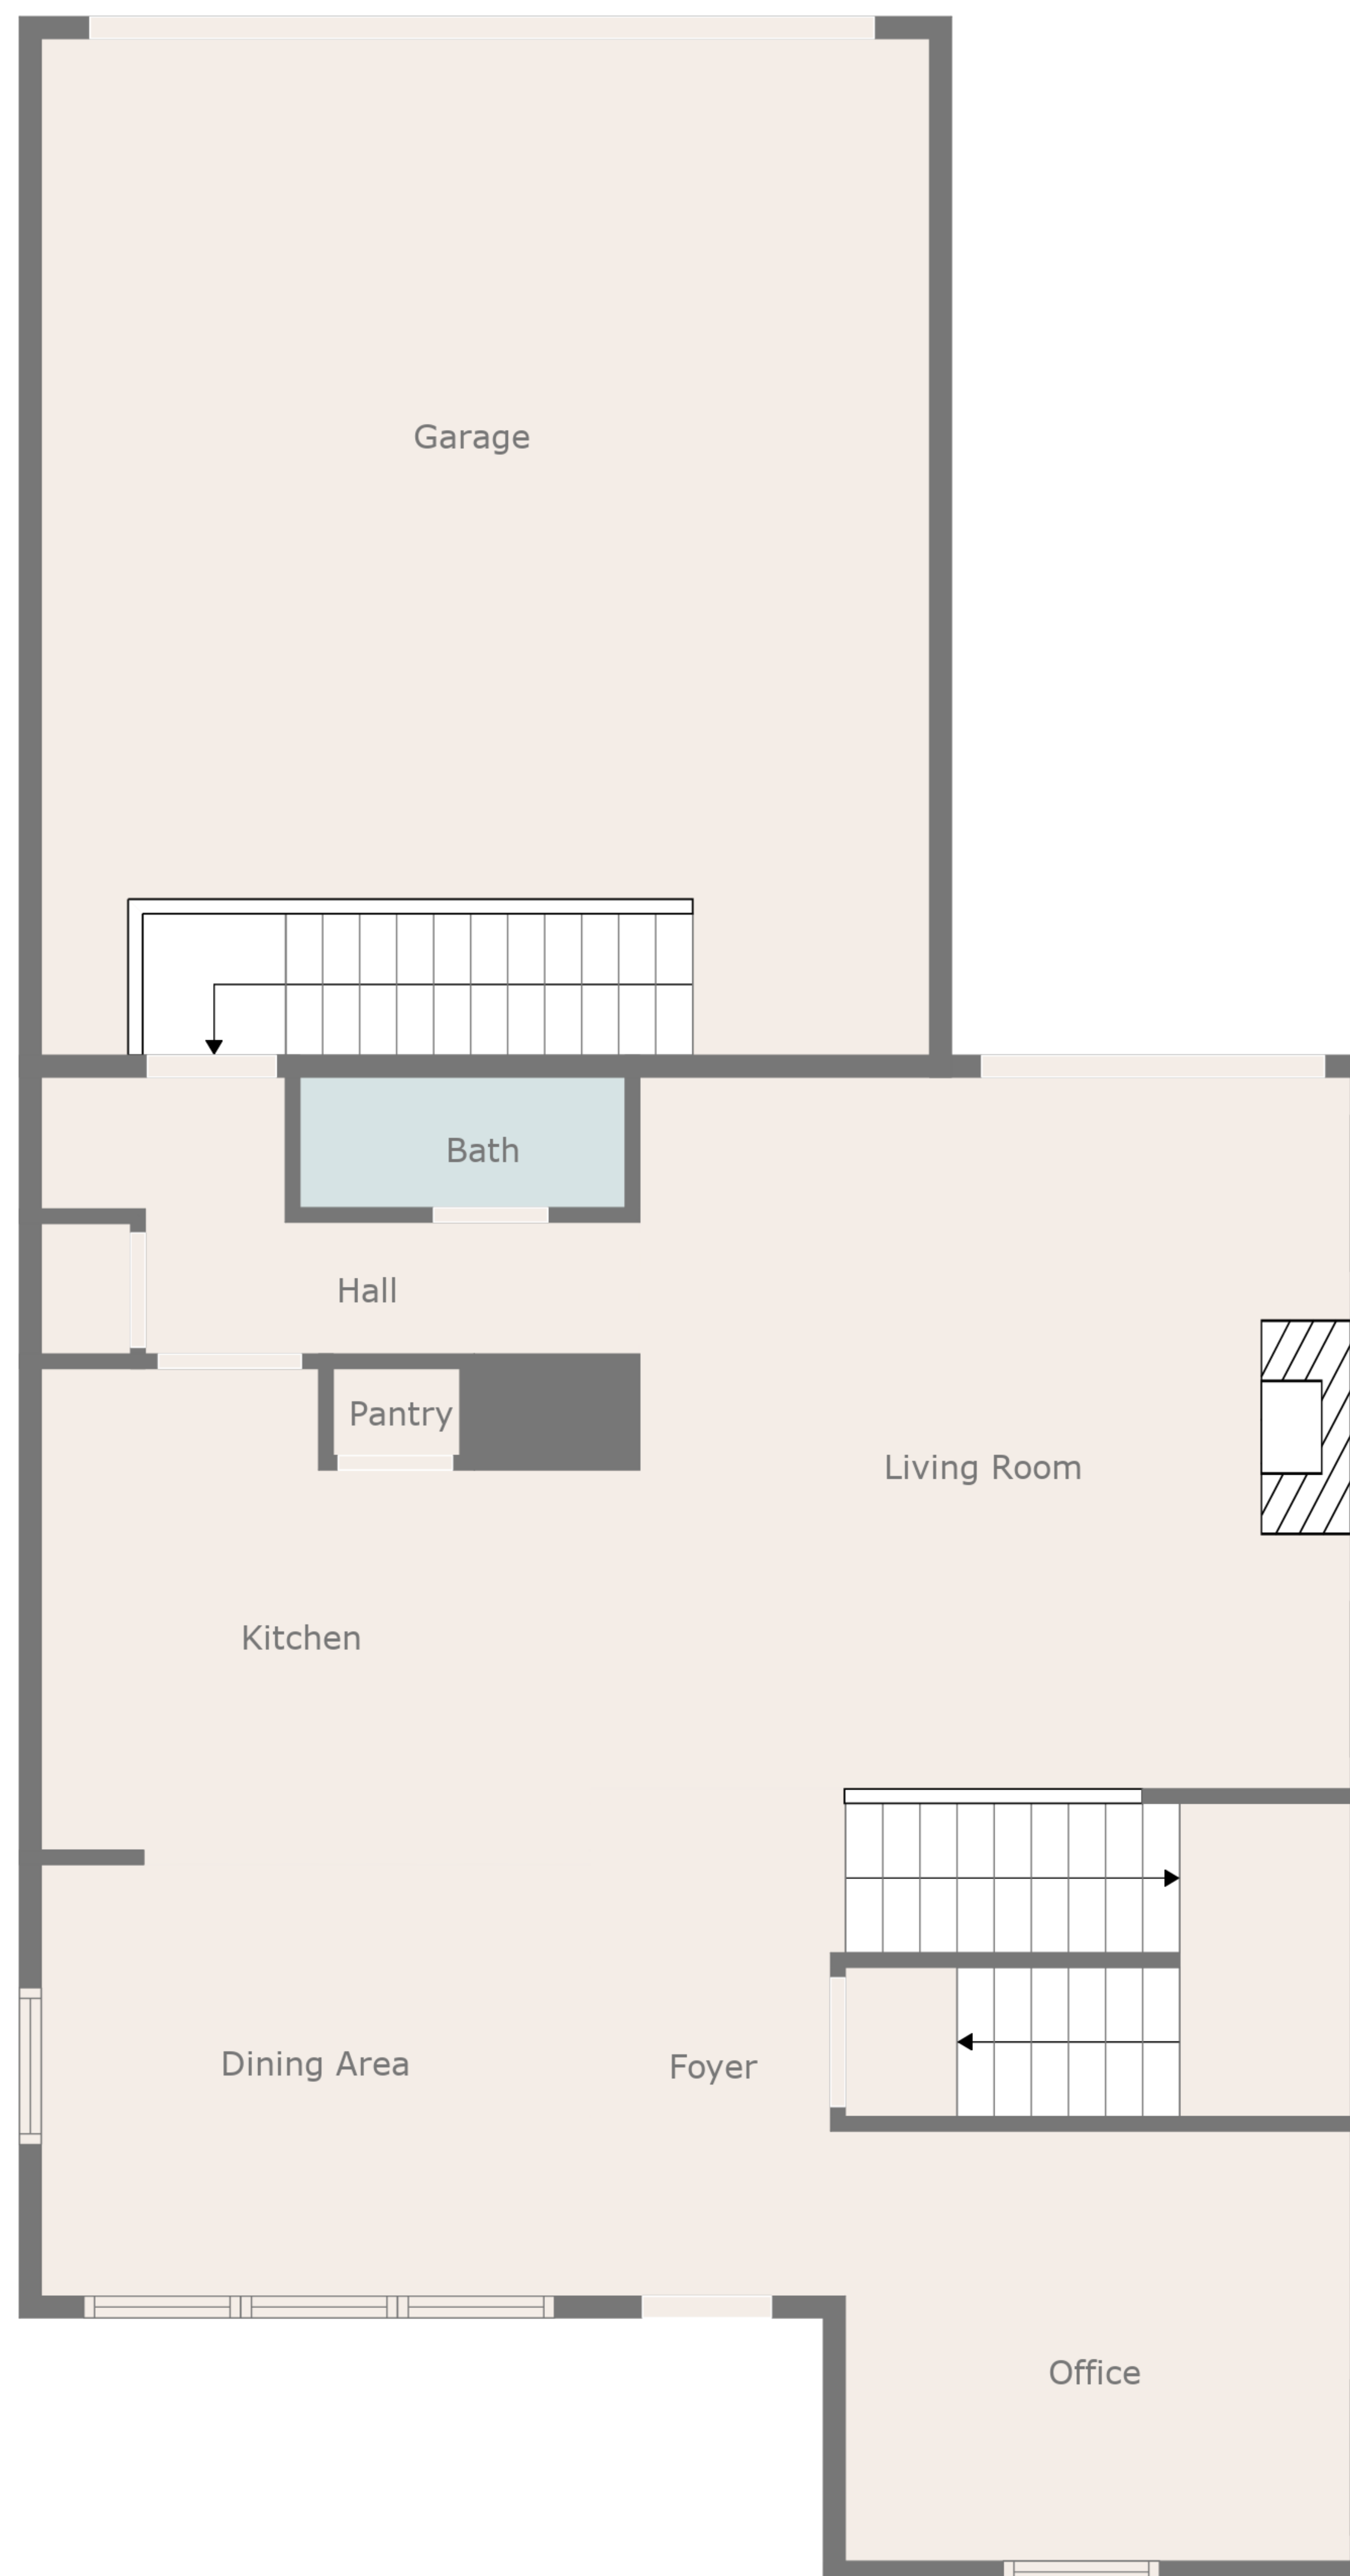 Garage
Bath
Hall
Pantry
Living Room
Kitchen
Dining Area
Foyer
Office